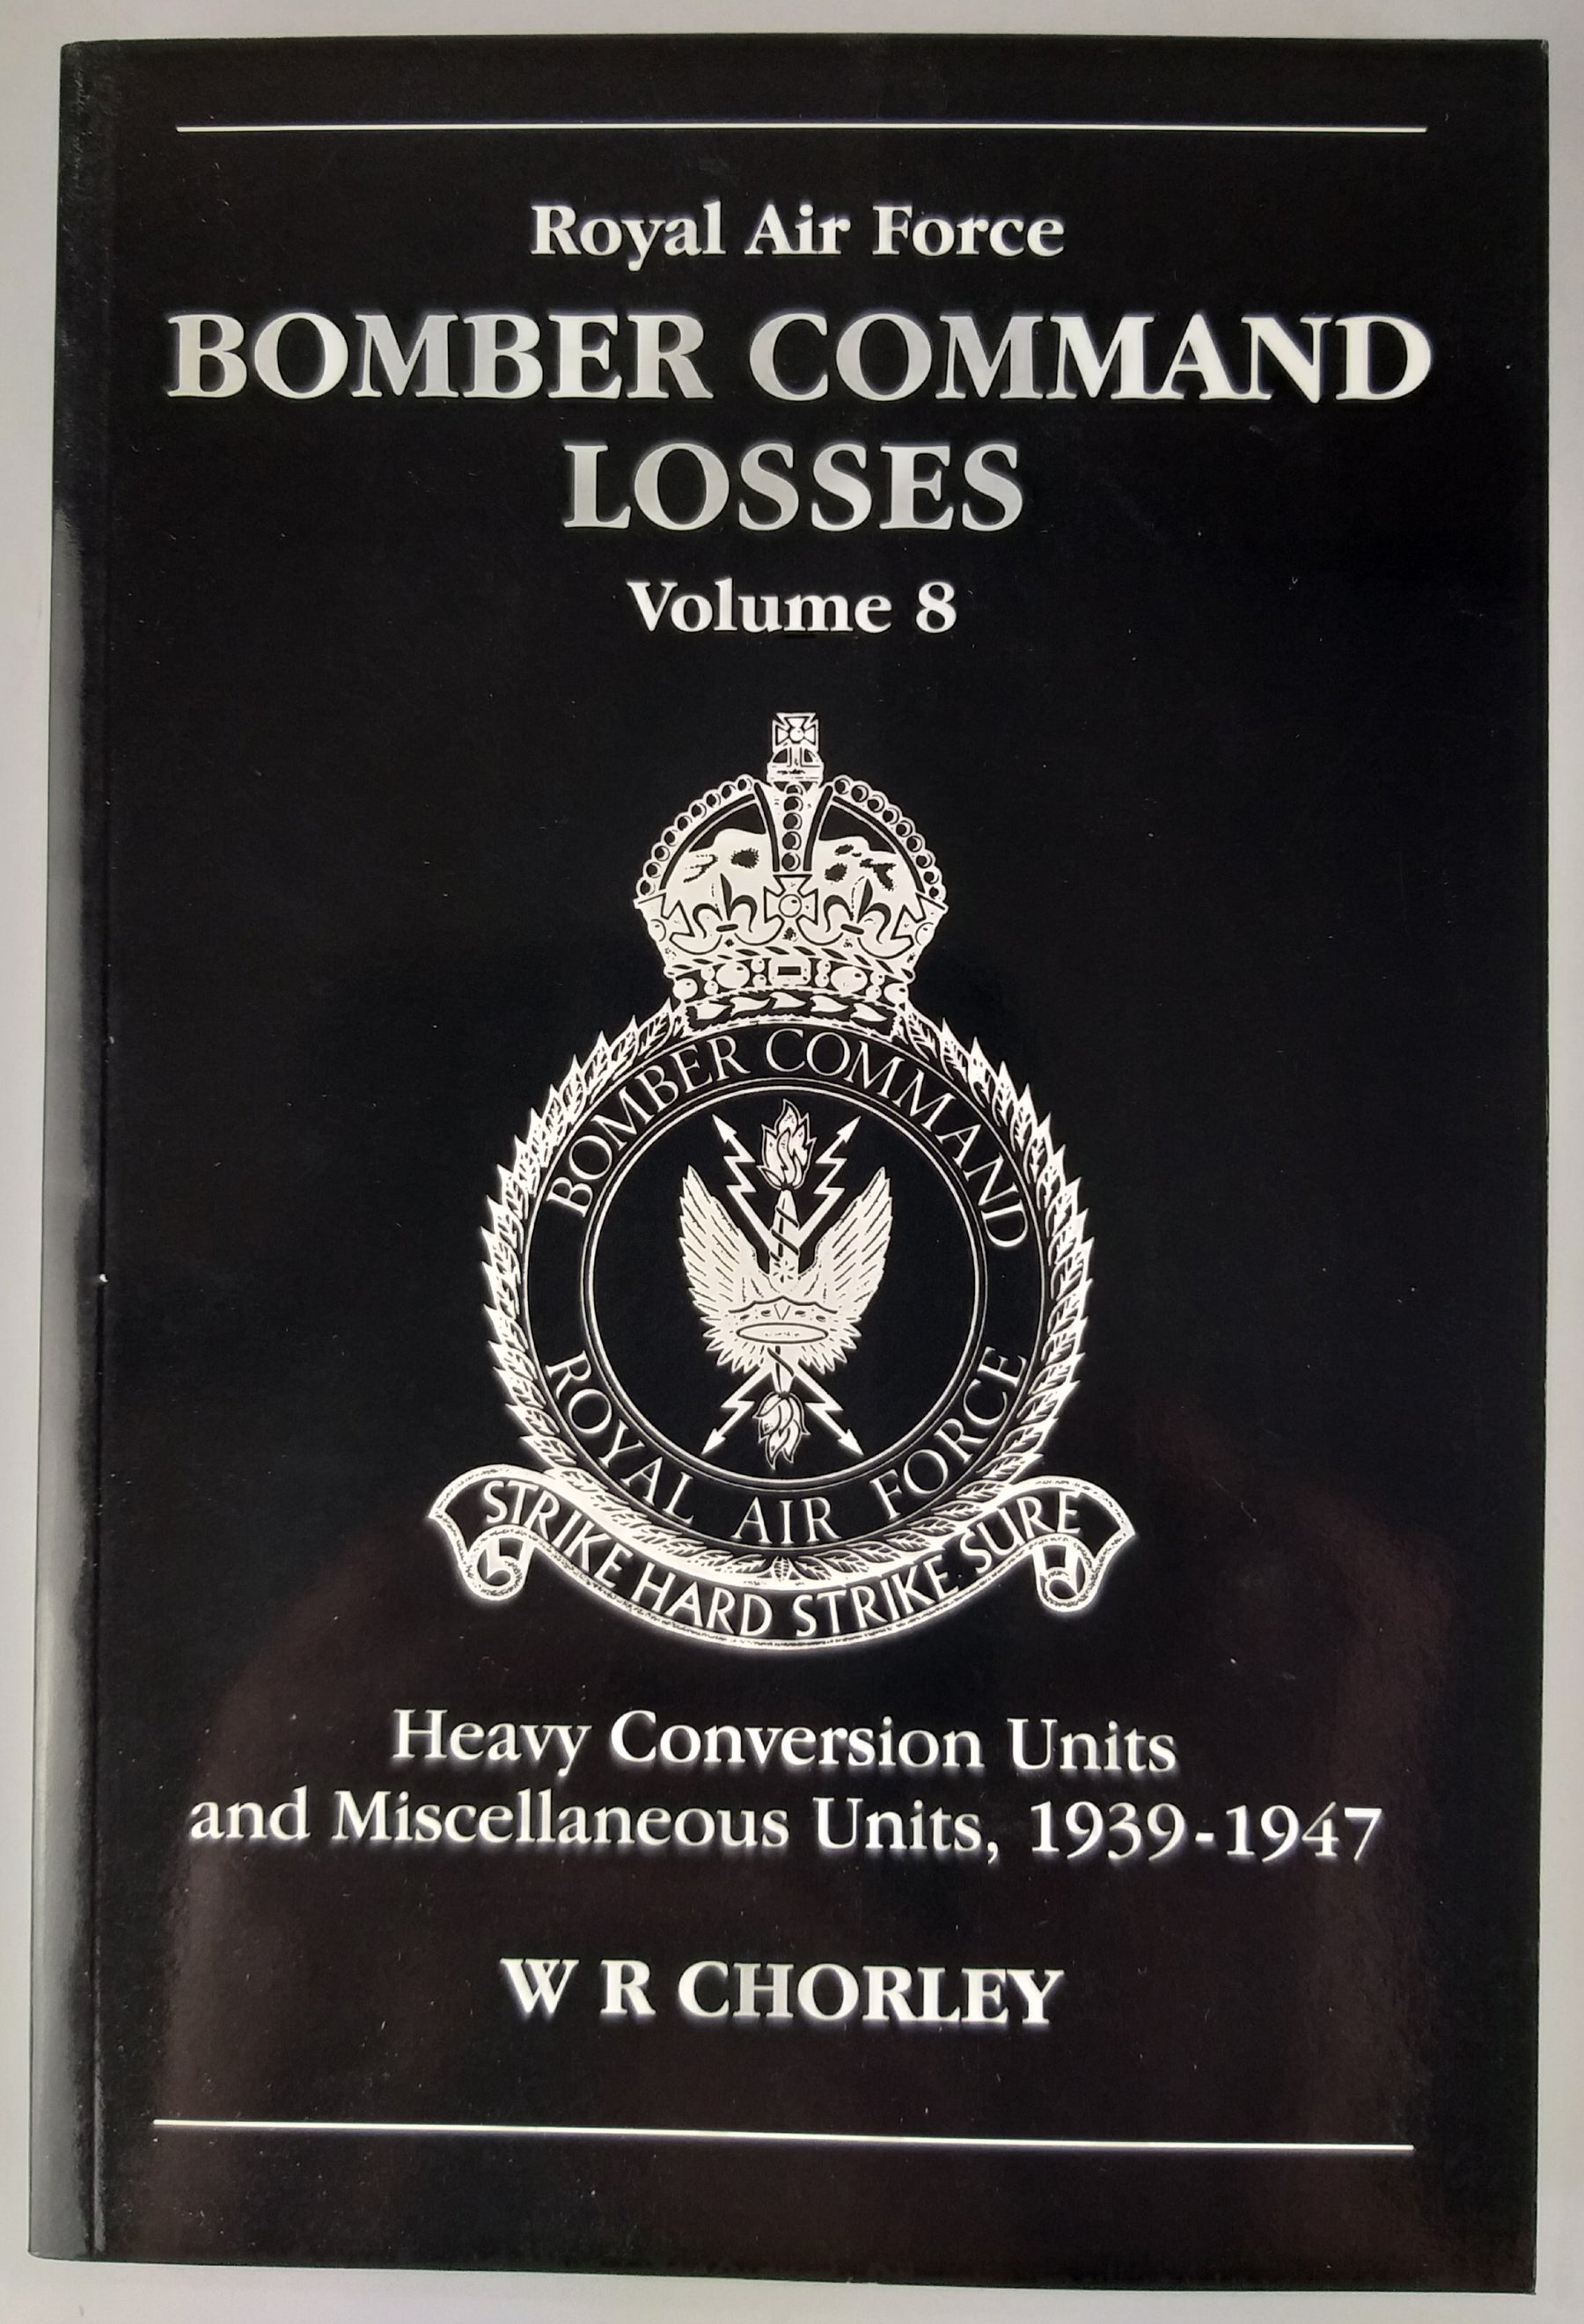 Royal Air Force
BOMBER COMMAND
LOSSES
Volume 8
BOMBER COMMAND
ROYAL AIR FORCE
STRIKE HARD STRIKE SURE
Heavy Conversion Units
and Miscellaneous Units, 1939-1947
W R CHORLEY